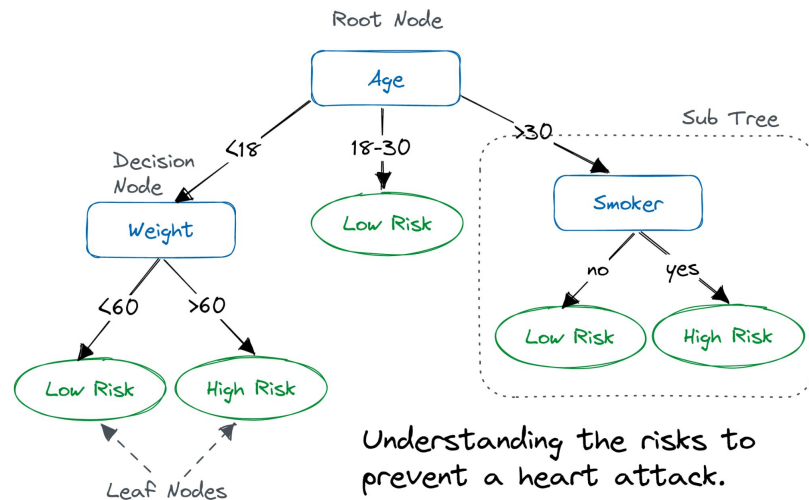 Root Node
Age
Sub Tree
<18
18-30
>30
Decision
Node
Weight
Low Risk
Smoker
<60
>60
no
yes
Low Risk
High Risk
Low Risk
High Risk
Leaf Nodes
Understanding the risks to
prevent a heart attack.